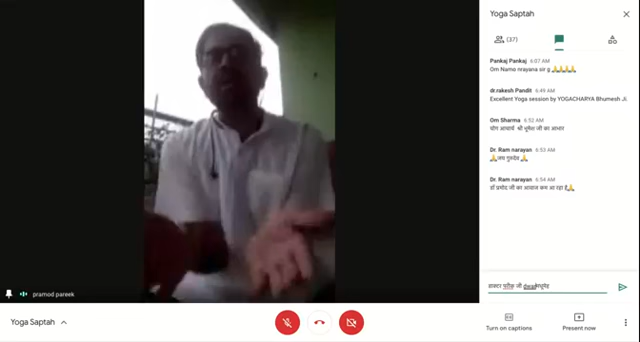 Yoga Saptah
(37)
Pankaj Pankaj 6:07 AM
Om Namo nrayana sir g 🙏🙏🙏🙏
dr.rakesh Pandit 6:49 AM
Excellent Yoga session by YOGACHARYA Bhumesh Ji.
Om Sharma 6:52 AM
योग आचार्य श्री भूमेश जी का आभार
Dr. Ram narayan 6:53 AM
🙏जय गुरुदेव 🙏
Dr. Ram narayan 6:54 AM
डॉ प्रमोद जी का आवाज कम आ रहा है🙏
डाक्टर परीक जी
pramod pareek
Yoga Saptah
Turn on captions
Present now